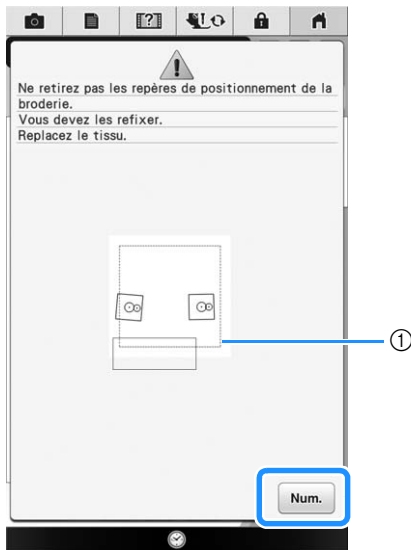 Ne retirez pas les repères de positionnement de la
broderie.
Vous devez les refixer.
Replacez le tissu.
①
Num.